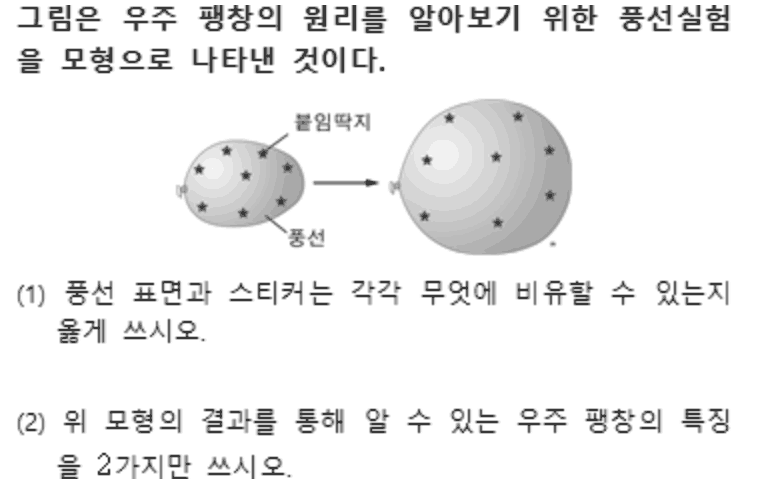 그림은 우주 팽창의 원리를 알아보기 위한 풍선실험
을 모형으로 나타낸 것이다.
붙임딱지
풍선
(1) 풍선 표면과 스티커는 각각 무엇에 비유할 수 있는지
옳게 쓰시오.
(2) 위 모형의 결과를 통해 알 수 있는 우주 팽창의 특징
을 2가지만 쓰시오.